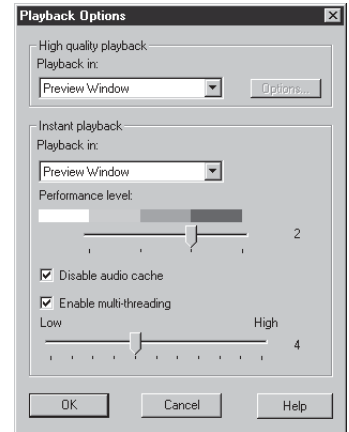 Playback Options
High quality playback
Playback in:
Preview Window
Options...
Instant playback
Playback in:
Preview Window
Performance level:
2
Disable audio cache
Enable multi-threading
Low High
4
OK Cancel Help